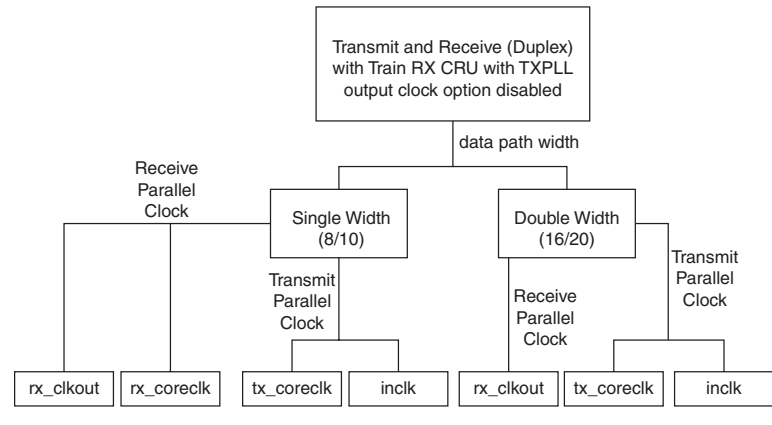 Transmit and Receive (Duplex)
with Train RX CRU with TXPLL
output clock option disabled
data path width
Receive
Parallel
Clock
Single Width
(8/10)
Double Width
(16/20)
Transmit
Parallel
Clock
Transmit
Parallel
Clock
Receive
Parallel
Clock
rx_clkout
rx_coreclk
tx_coreclk
inclk
rx_clkout
tx_coreclk
inclk